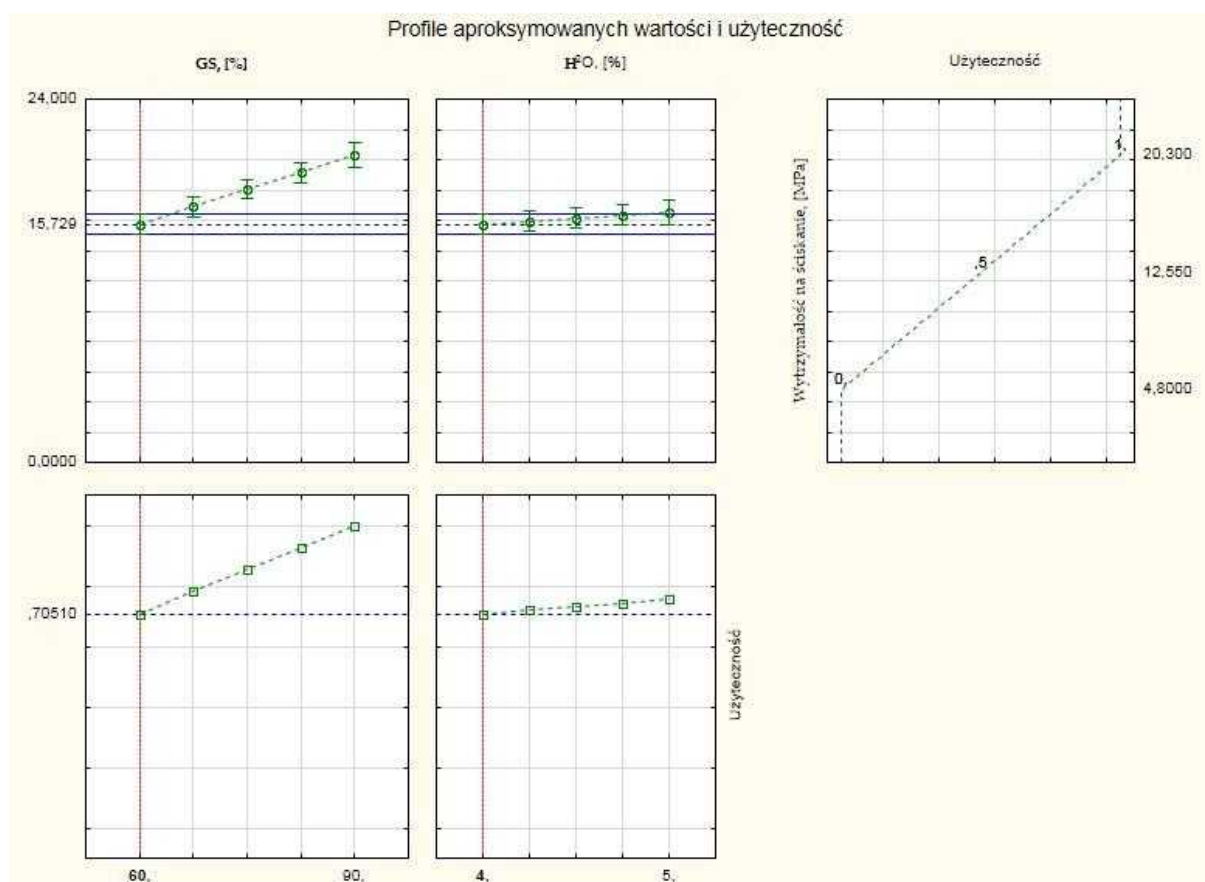 Profile aproksymowanych wartości i użyteczność
GS, [%]
H²O. [%]
Użyteczność
24,000
15,729
0,0000
Wytrzymałość na ściskanie, [MPa]
1,
,5
0,
20,300
12,550
4,8000
,70510
Użyteczność
60,
90,
4,
5,